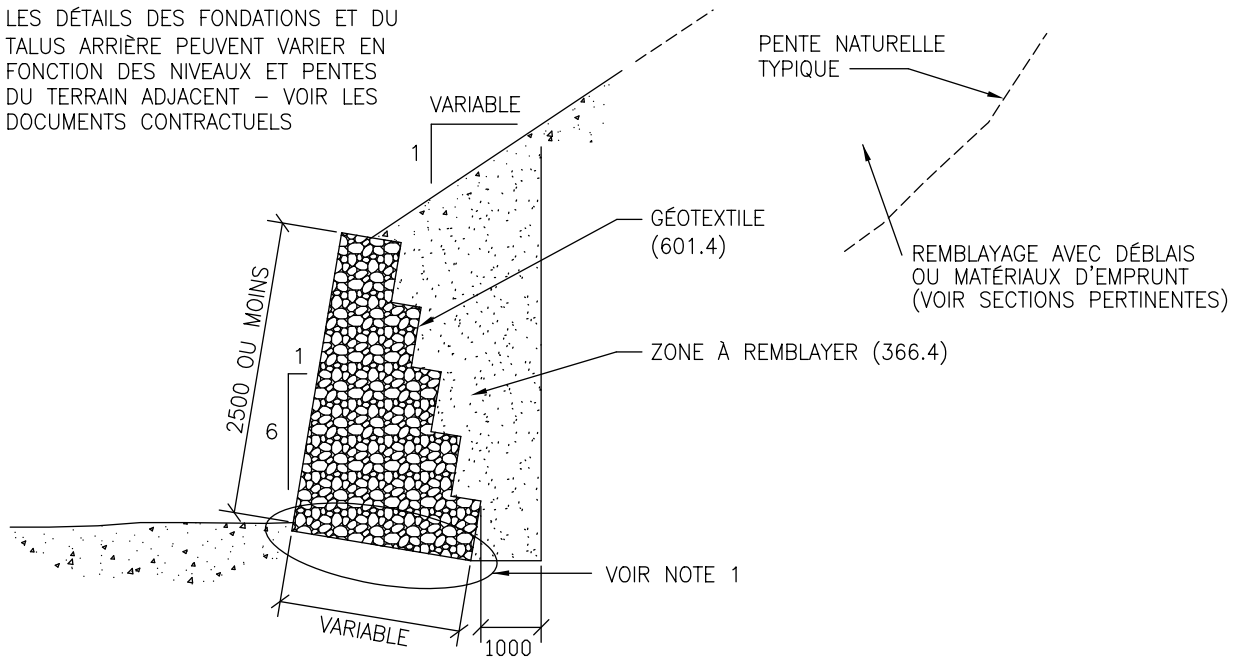 LES DÉTAILS DES FONDATIONS ET DU
TALUS ARRIÈRE PEUVENT VARIER EN
FONCTION DES NIVEAUX ET PENTES
DU TERRAIN ADJACENT – VOIR LES
DOCUMENTS CONTRACTUELS
VARIABLE
1
PENTE NATURELLE
TYPIQUE
GÉOTEXTILE
(601.4)
REMBLAYAGE AVEC DÉBLAIS
OU MATÉRIAUX D'EMPRUNT
(VOIR SECTIONS PERTINENTES)
2500 OU MOINS
1
6
ZONE À REMBLAYER (366.4)
VOIR NOTE 1
VARIABLE
1000